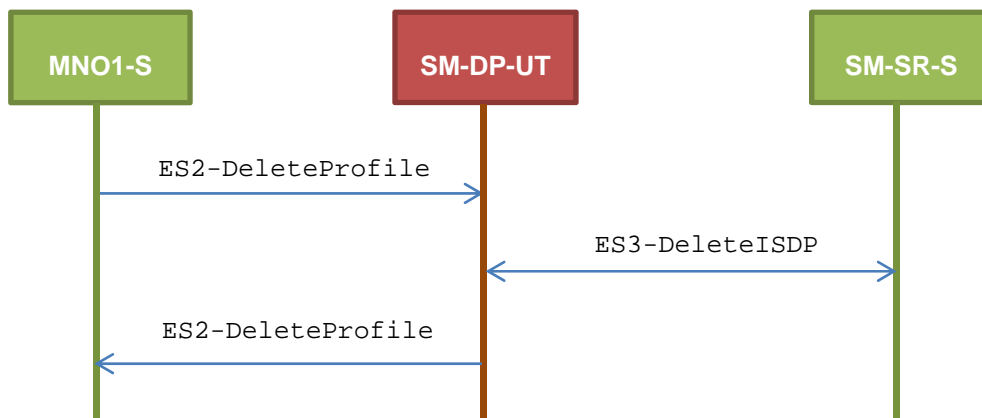 MNO1-S
SM-DP-UT
SM-SR-S
ES2-DeleteProfile
ES3-DeleteISDP
ES2-DeleteProfile